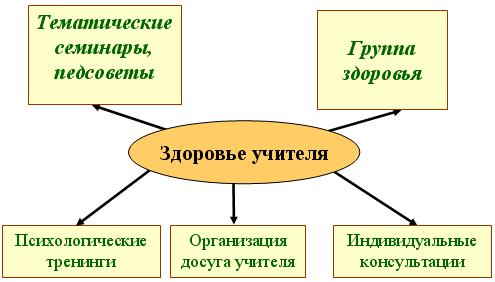 Тематические
семинары,
педсоветы
Группа
здоровья
Здоровье учителя
Психологические
тренинги
Организация
досуга учителя
Индивидуальные
консультации